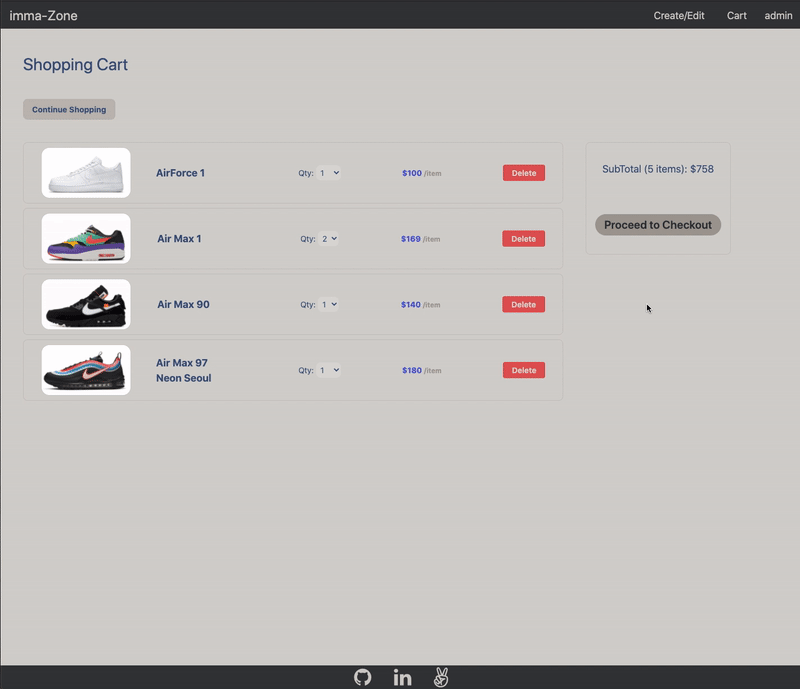 imma-Zone
Create/Edit Cart admin
Shopping Cart
Continue Shopping
AirForce 1 Qty: 1 $100 /item Delete
SubTotal (5 items): $758
Proceed to Checkout
Air Max 1 Qty: 2 $169 /item Delete
Air Max 90 Qty: 1 $140 /item Delete
Air Max 97
Neon Seoul
Qty: 1 $180 /item Delete
in